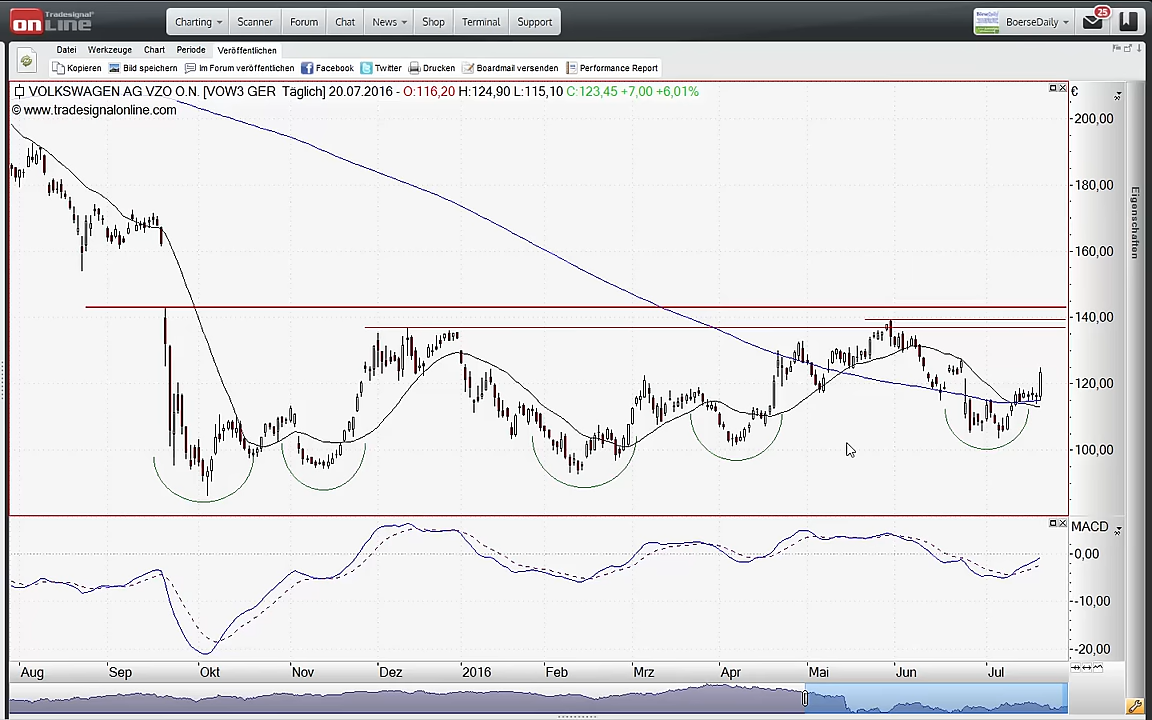 Tradesignal®
onLine
Charting
Scanner
Forum
Chat
News
Shop
Terminal
Support
BoerseDaily
25
Datei Werkzeuge Chart Periode Veröffentlichen
Kopieren Bild speichern Im Forum veröffentlichen Facebook Twitter Drucken Boardmail versenden Performance Report
VOLKSWAGEN AG VZO O.N. [VOW3 GER Täglich] 20.07.2016 - O:116,20 H:124,90 L:115,10 C:123,45 +7,00 +6,01%
© www.tradesignalonline.com
€
200,00
180,00
160,00
140,00
120,00
100,00
Eigenschaften
MACD
0,00
-10,00
-20,00
Aug Sep Okt Nov Dez 2016 Feb Mrz Apr Mai Jun Jul